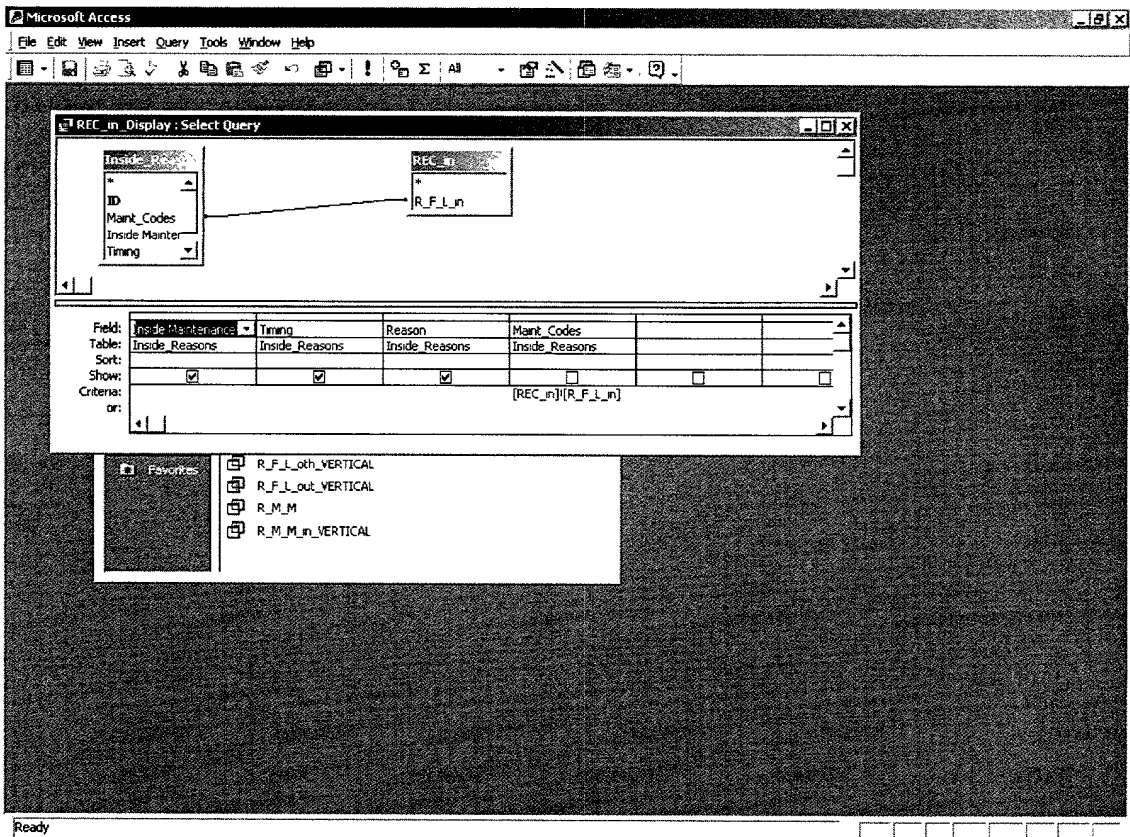 Microsoft Access
File Edit View Insert Query Tools Window Help
All
REC_in_Display : Select Query
Inside_Reas
REC_in
*
ID
Maint_Codes
Inside Mainter
Timing
*
R_F_L_in
Field: Inside Maintenance Timing Reason Maint_Codes
Table: Inside_Reasons Inside_Reasons Inside_Reasons Inside_Reasons
Sort:
Show:
Criteria: [REC_in]![R_F_L_in]
or:
Favorites
R_F_L_oth_VERTICAL
R_F_L_out_VERTICAL
R_M_M
R_M_M_in_VERTICAL
Ready